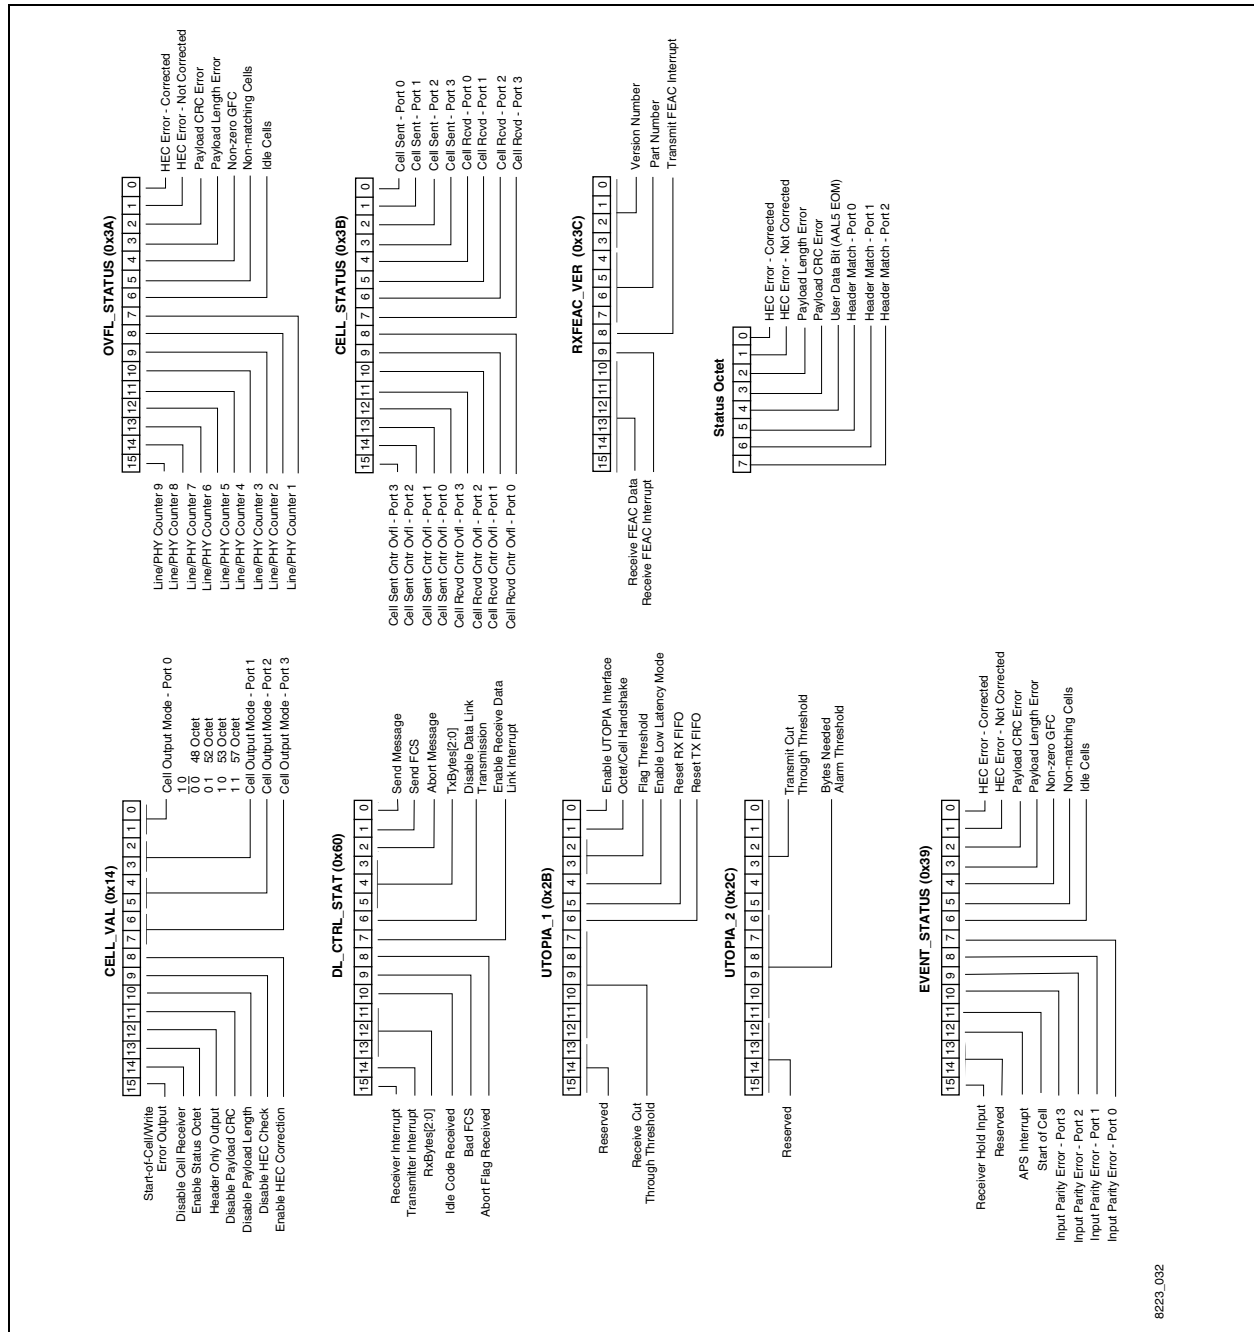 CELL_VAL (0x14)
15 14 13 12 11 10 9 8 7 6 5 4 3 2 1 0
Start-of-Cell/Write
Error Output
Disable Cell Receiver
Enable Status Octet
Header Only Output
Disable Payload CRC
Disable Payload Length
Disable HEC Check
Enable HEC Correction
Cell Output Mode - Port 0
1 0
0 0 48 Octet
0 1 52 Octet
1 0 53 Octet
1 1 57 Octet
Cell Output Mode - Port 1
Cell Output Mode - Port 2
Cell Output Mode - Port 3
DL_CTRL_STAT (0x60)
15 14 13 12 11 10 9 8 7 6 5 4 3 2 1 0
Receiver Interrupt
Transmitter Interrupt
RxBytes[2:0]
Idle Code Received
Bad FCS
Abort Flag Received
Send Message
Send FCS
Abort Message
TxBytes[2:0]
Disable Data Link
Transmission
Enable Receive Data
Link Interrupt
UTOPIA_1 (0x2B)
15 14 13 12 11 10 9 8 7 6 5 4 3 2 1 0
Reserved
Receive Cut
Through Threshold
Enable UTOPIA Interface
Octet/Cell Handshake
Flag Threshold
Enable Low Latency Mode
Reset RX FIFO
Reset TX FIFO
UTOPIA_2 (0x2C)
15 14 13 12 11 10 9 8 7 6 5 4 3 2 1 0
Reserved
Transmit Cut
Through Threshold
Bytes Needed
Alarm Threshold
EVENT_STATUS (0x39)
15 14 13 12 11 10 9 8 7 6 5 4 3 2 1 0
Receiver Hold Input
Reserved
APS Interrupt
Start of Cell
Input Parity Error - Port 3
Input Parity Error - Port 2
Input Parity Error - Port 1
Input Parity Error - Port 0
HEC Error - Corrected
HEC Error - Not Corrected
Payload CRC Error
Payload Length Error
Non-zero GFC
Non-matching Cells
Idle Cells
OVFL_STATUS (0x3A)
15 14 13 12 11 10 9 8 7 6 5 4 3 2 1 0
Line/PHY Counter 9
Line/PHY Counter 8
Line/PHY Counter 7
Line/PHY Counter 6
Line/PHY Counter 5
Line/PHY Counter 4
Line/PHY Counter 3
Line/PHY Counter 2
Line/PHY Counter 1
HEC Error - Corrected
HEC Error - Not Corrected
Payload CRC Error
Payload Length Error
Non-zero GFC
Non-matching Cells
Idle Cells
CELL_STATUS (0x3B)
15 14 13 12 11 10 9 8 7 6 5 4 3 2 1 0
Cell Sent Cntr Ovfl - Port 3
Cell Sent Cntr Ovfl - Port 2
Cell Sent Cntr Ovfl - Port 1
Cell Sent Cntr Ovfl - Port 0
Cell Rcvd Cntr Ovfl - Port 3
Cell Rcvd Cntr Ovfl - Port 2
Cell Rcvd Cntr Ovfl - Port 1
Cell Rcvd Cntr Ovfl - Port 0
Cell Sent - Port 0
Cell Sent - Port 1
Cell Sent - Port 2
Cell Sent - Port 3
Cell Rcvd - Port 0
Cell Rcvd - Port 1
Cell Rcvd - Port 2
Cell Rcvd - Port 3
RXFEAC_VER (0x3C)
15 14 13 12 11 10 9 8 7 6 5 4 3 2 1 0
Receive FEAC Data
Receive FEAC Interrupt
Version Number
Part Number
Transmit FEAC Interrupt
Status Octet
7 6 5 4 3 2 1 0
HEC Error - Corrected
HEC Error - Not Corrected
Payload Length Error
Payload CRC Error
User Data Bit (AAL5 EOM)
Header Match - Port 0
Header Match - Port 1
Header Match - Port 2
8223_032